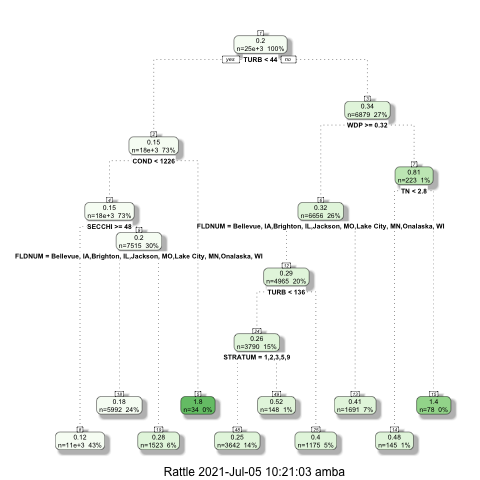 1
0.2
n=25e+3 100%
yes TURB < 44 no
3
0.34
n=6879 27%
WDP >= 0.32
2
0.15
n=18e+3 73%
COND < 1226
7
0.81
n=223 1%
TN < 2.8
4
0.15
n=18e+3 73%
SECCHI >= 48
6
0.32
n=6656 26%
FLDNUM = Bellevue, IA,Brighton, IL,Jackson, MO,Lake City, MN,Onalaska, WI
9
0.2
n=7515 30%
FLDNUM = Bellevue, IA,Brighton, IL,Jackson, MO,Lake City, MN,Onalaska, WI
12
0.29
n=4965 20%
TURB < 136
24
0.26
n=3790 15%
STRATUM = 1,2,3,5,9
18
0.18
n=5992 24%
5
1.8
n=34 0%
49
0.52
n=148 1%
13
0.41
n=1691 7%
15
1.4
n=78 0%
8
0.12
n=11e+3 43%
19
0.28
n=1523 6%
48
0.25
n=3642 14%
25
0.4
n=1175 5%
14
0.48
n=145 1%
Rattle 2021-Jul-05 10:21:03 amba